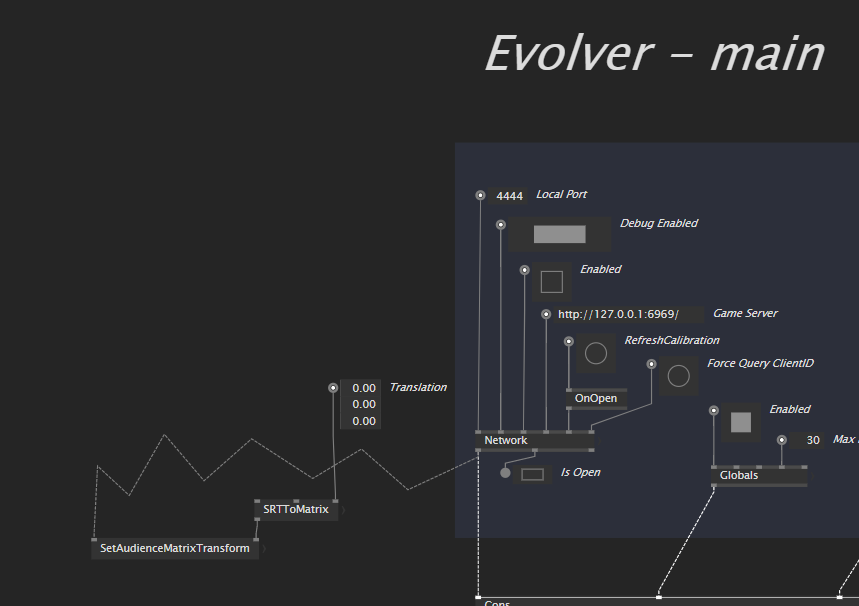 Evolver – main
4444 Local Port
Debug Enabled
Enabled
http://127.0.0.1:6969/ Game Server
RefreshCalibration
Force Query ClientID
0.00 Translation
0.00
0.00
OnOpen
Enabled
Network
30 Max
Is Open
Globals
SRTToMatrix
SetAudienceMatrixTransform
Cons